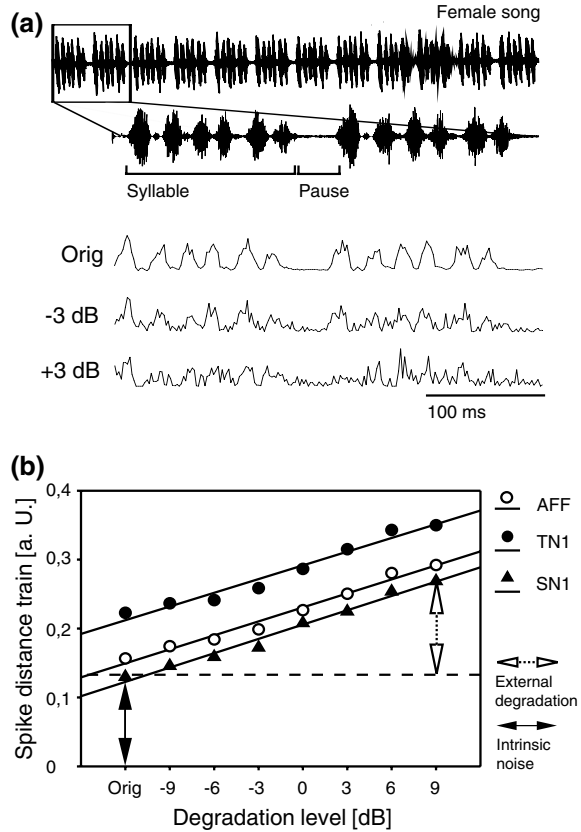 (a)
Female song
Syllable
Pause
Orig
-3 dB
+3 dB
100 ms
(b)
Spike distance train [a. U.]
0,4
0,3
0,2
0,1
0
Orig -9 -6 -3 0 3 6 9
Degradation level [dB]
AFF
TN1
SN1
External
degradation
Intrinsic
noise